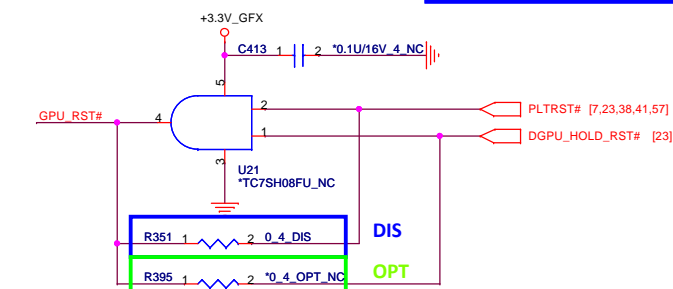 +3.3V_GFX
C413 1 2 *0.1U/16V_4_NC
5
GPU_RST# 4 2 PLTRST# [7,23,38,41,57]
1 DGPU_HOLD_RST# [23]
3
U21
*TC7SH08FU_NC
R351 1 2 0_4_DIS DIS
R395 1 2 *0_4_OPT_NC OPT